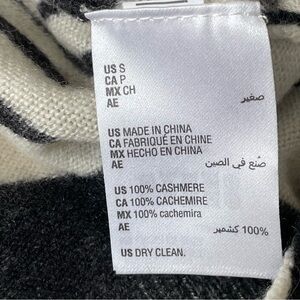 US S
CA P
MX CH
AE صغير
US MADE IN CHINA
CA FABRIQUÉ EN CHINE
MX HECHO EN CHINA
AE صنع في الصين
US 100% CASHMERE
CA 100% CACHEMIRE
MX 100% cachemira
AE 100% كشمير
US DRY CLEAN.